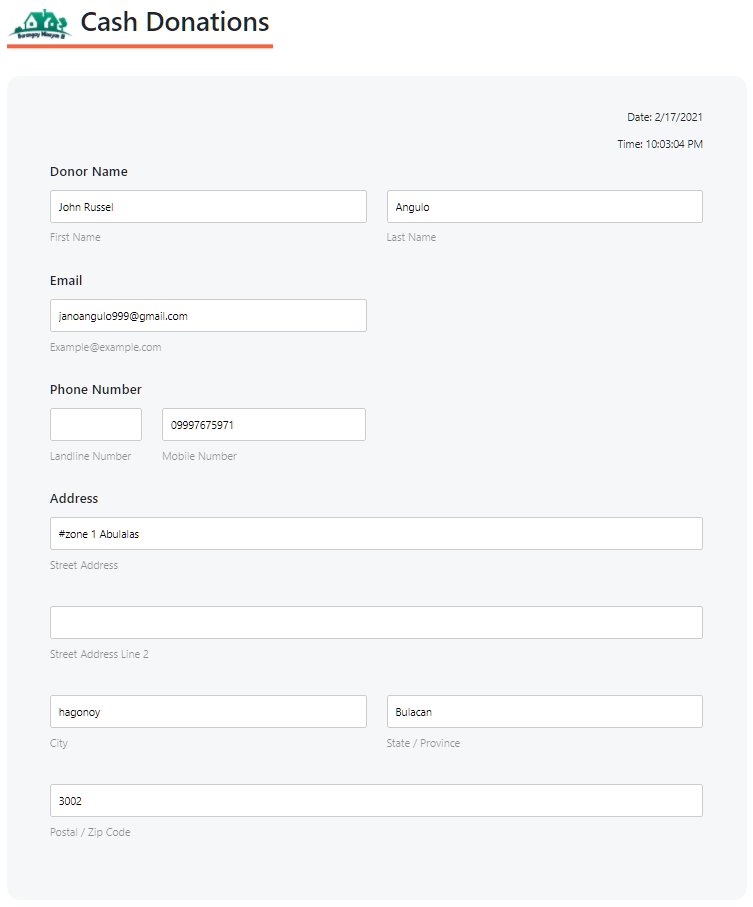 Cash Donations
Date: 2/17/2021
Time: 10:03:04 PM
Donor Name
John Russel Angulo
First Name Last Name
Email
janoangulo999@gmail.com
Example@example.com
Phone Number
09997675971
Landline Number Mobile Number
Address
#zone 1 Abulalas
Street Address
Street Address Line 2
hagonoy Bulacan
City State / Province
3002
Postal / Zip Code